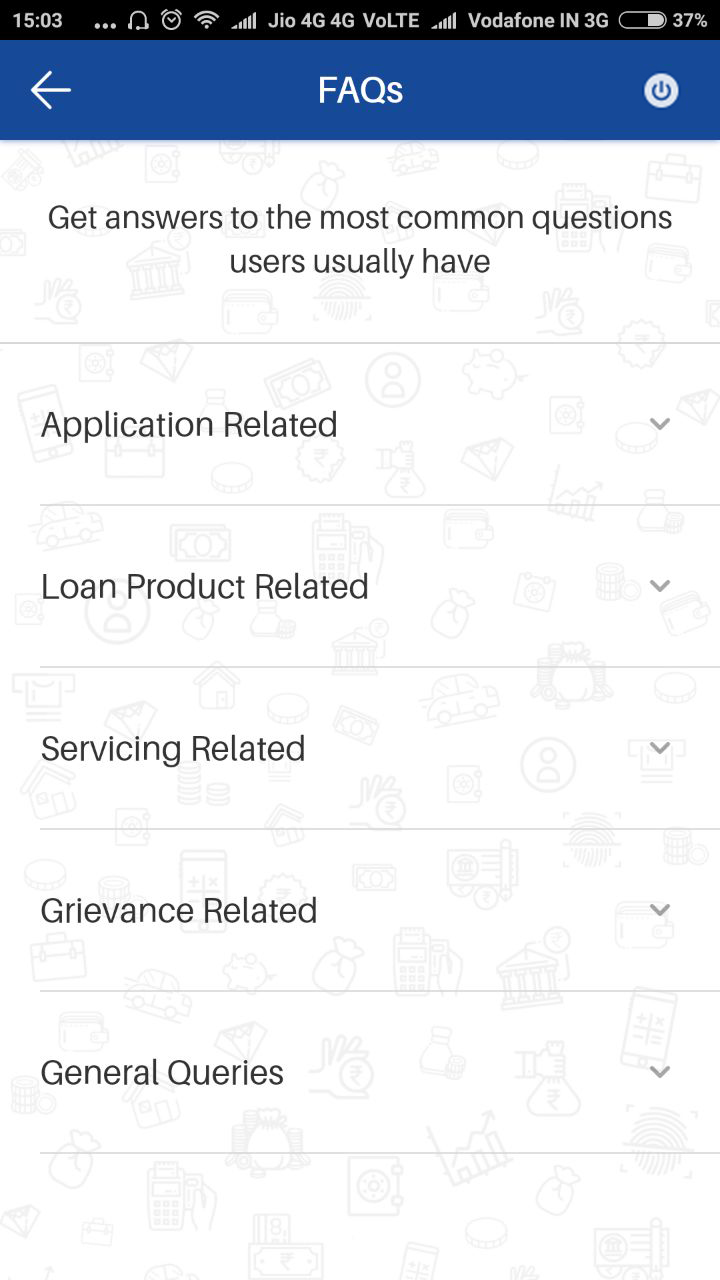 15:03 ... Jio 4G 4G VoLTE Vodafone IN 3G 37%
FAQs
Get answers to the most common questions
users usually have
Application Related
Loan Product Related
Servicing Related
Grievance Related
General Queries